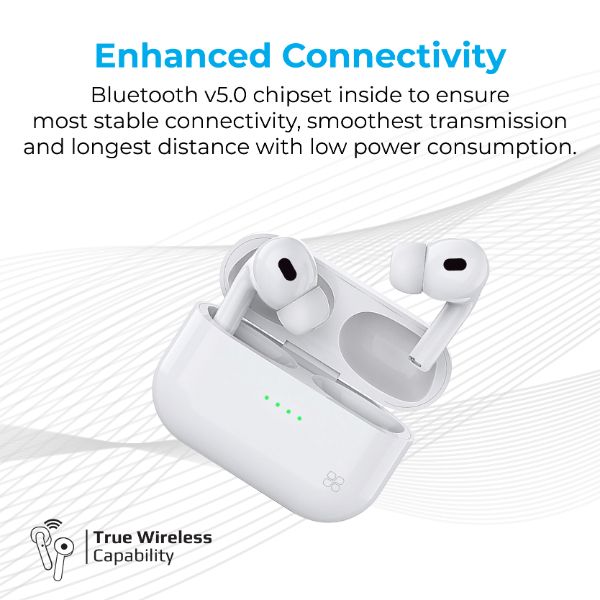 Enhanced Connectivity
Bluetooth v5.0 chipset inside to ensure
most stable connectivity, smoothest transmission
and longest distance with low power consumption.
True Wireless
Capability